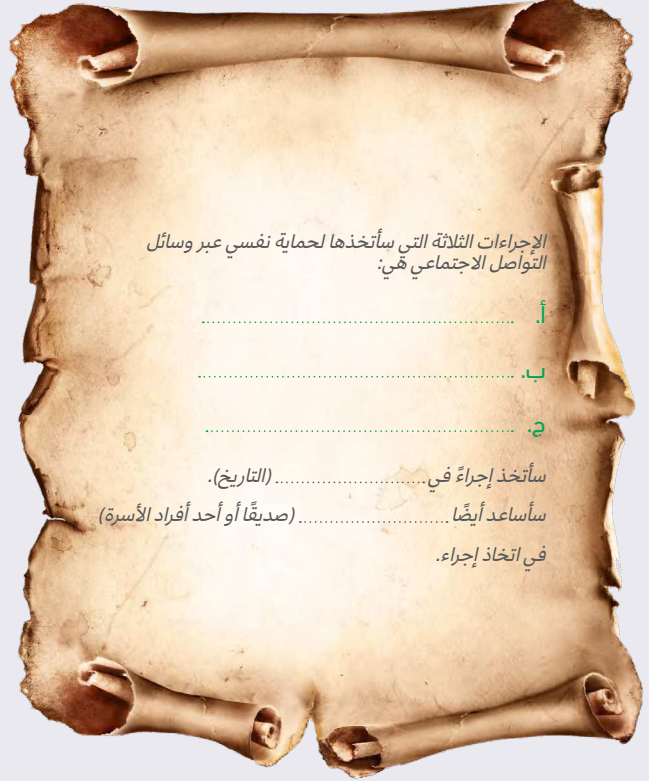 الإجراءات الثلاثة التي سأتخذها لحماية نفسي عبر وسائل
التواصل الاجتماعي هي:
أ. ............................................................
ب. ............................................................
ج. ............................................................
سأتخذ إجراءً في............................. (التاريخ).
سأساعد أيضًا ............................. (صديقًا أو أحد أفراد الأسرة)
في اتخاذ إجراء.